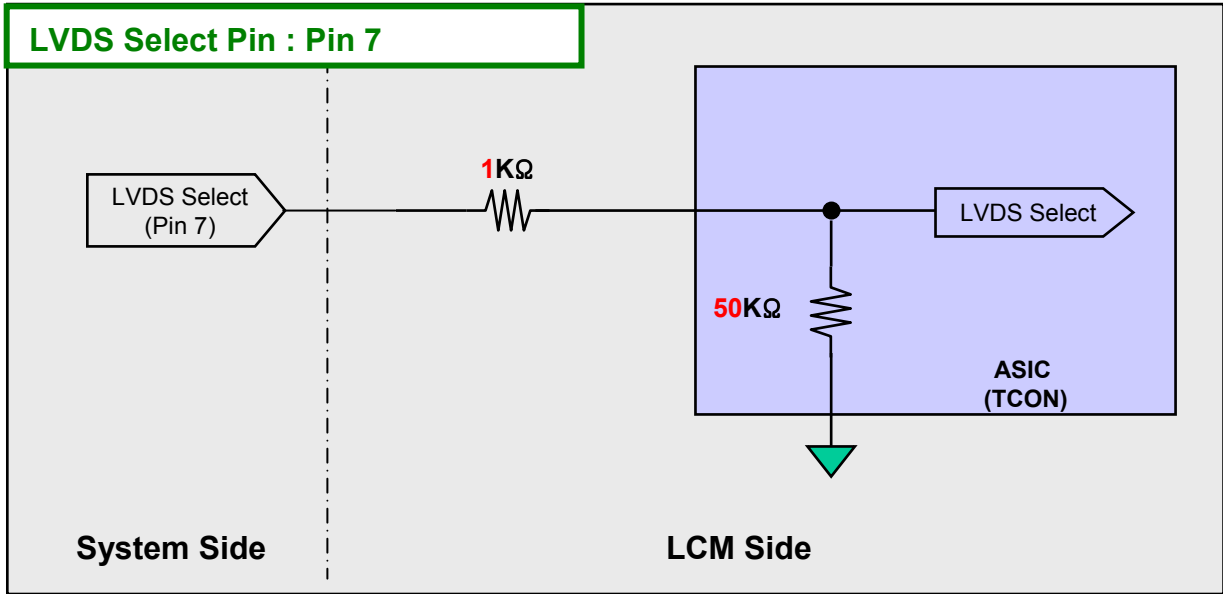 LVDS Select Pin : Pin 7
1KΩ
LVDS Select
(Pin 7)
LVDS Select
50KΩ
ASIC
(TCON)
System Side
LCM Side